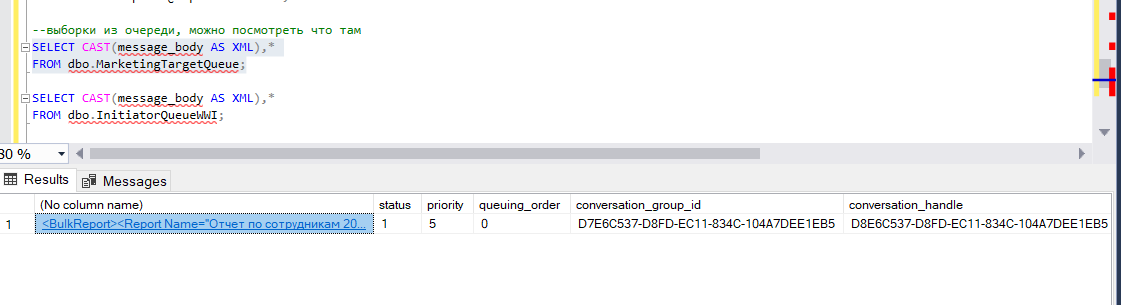 --выборки из очереди, можно посмотреть что там
SELECT CAST(message_body AS XML),*
FROM dbo.MarketingTargetQueue;
SELECT CAST(message_body AS XML),*
FROM dbo.InitiatorQueueWWI;
30 %
Results Messages
(No column name) status priority queuing_order conversation_group_id conversation_handle
1 <BulkReport><Report Name="Отчет по сотрудникам 20... 1 5 0 D7E6C537-D8FD-EC11-834C-104A7DEE1EB5 D8E6C537-D8FD-EC11-834C-104A7DEE1EB5